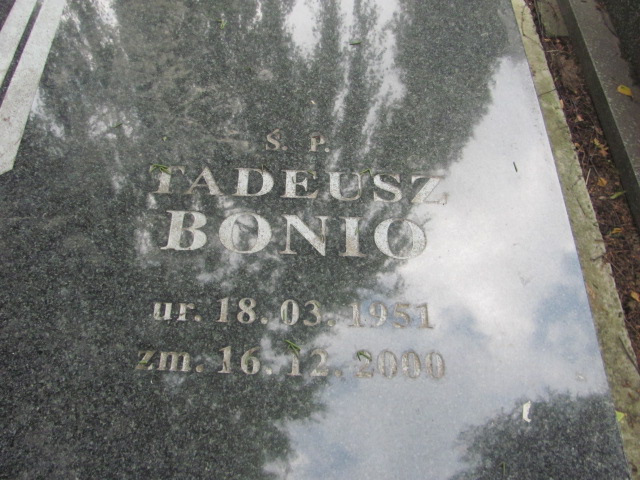 Ś. P.
TADEUSZ
BONIO
ur. 18.03.1951
zm. 16.12.2000